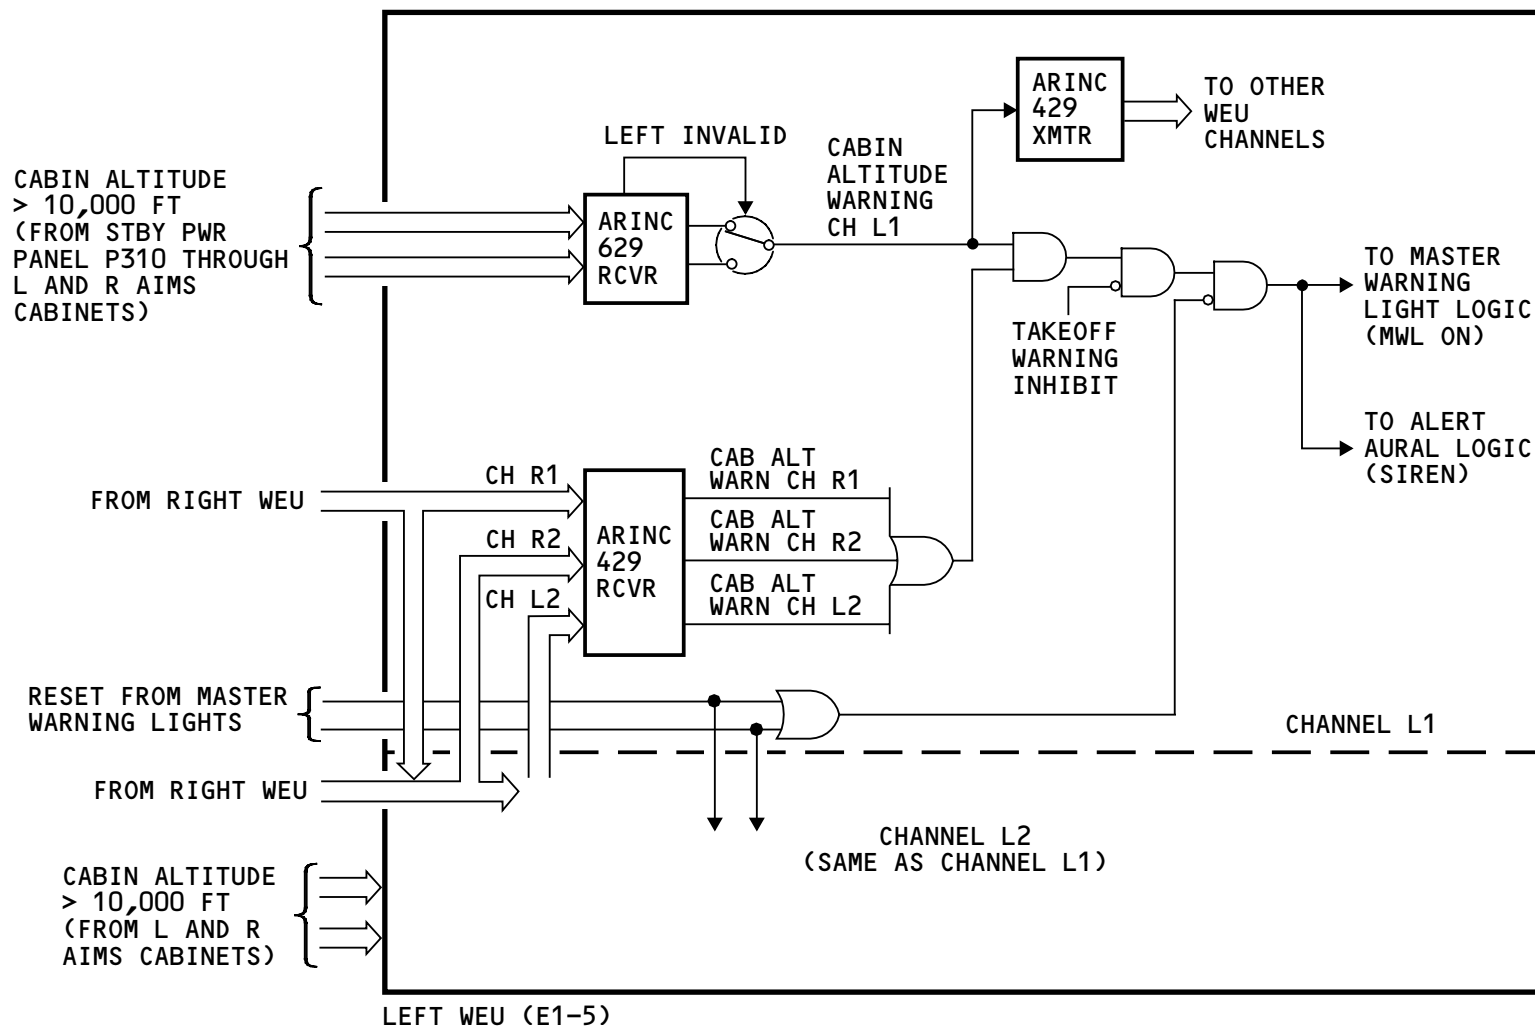 ARINC
429
XMTR
TO OTHER
WEU
CHANNELS
LEFT INVALID
CABIN
ALTITUDE
WARNING
CH L1
CABIN ALTITUDE
> 10,000 FT
(FROM STBY PWR
PANEL P310 THROUGH
L AND R AIMS
CABINETS)
ARINC
629
RCVR
TO MASTER
WARNING
LIGHT LOGIC
(MWL ON)
TAKEOFF
WARNING
INHIBIT
TO ALERT
AURAL LOGIC
(SIREN)
FROM RIGHT WEU
CH R1
CH R2
CH L2
ARINC
429
RCVR
CAB ALT
WARN CH R1
CAB ALT
WARN CH R2
CAB ALT
WARN CH L2
RESET FROM MASTER
WARNING LIGHTS
CHANNEL L1
FROM RIGHT WEU
CHANNEL L2
(SAME AS CHANNEL L1)
CABIN ALTITUDE
> 10,000 FT
(FROM L AND R
AIMS CABINETS)
LEFT WEU (E1-5)